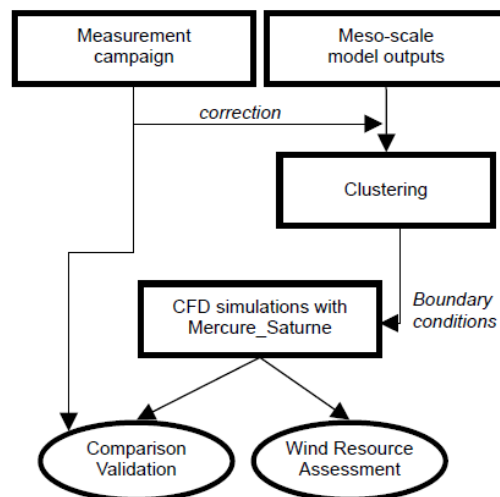 Measurement
campaign
Meso-scale
model outputs
correction
Clustering
Boundary
conditions
CFD simulations with
Mercure_Saturne
Comparison
Validation
Wind Resource
Assessment